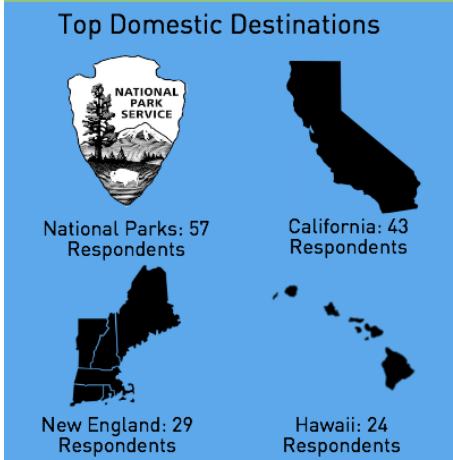 Top Domestic Destinations
NATIONAL
PARK
SERVICE
National Parks: 57
Respondents
California: 43
Respondents
New England: 29
Respondents
Hawaii: 24
Respondents